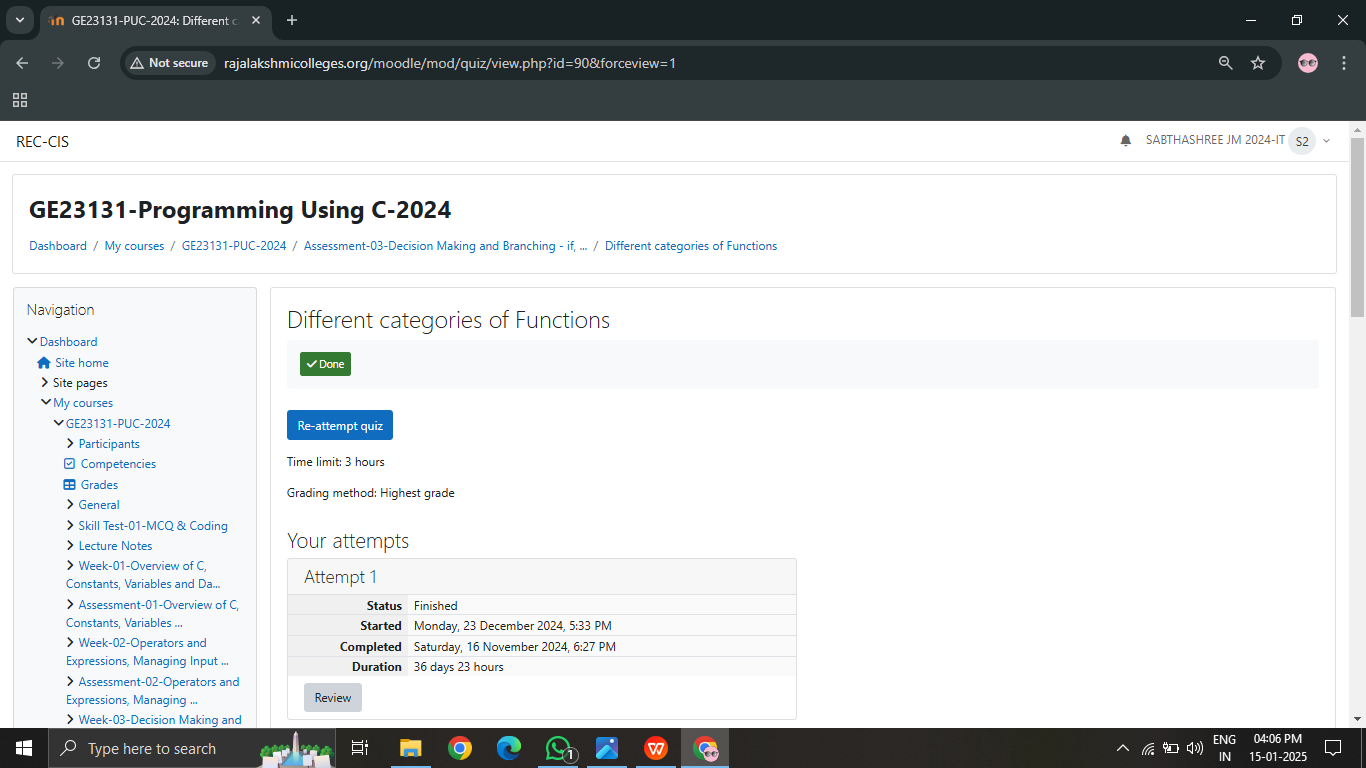 GE23131-PUC-2024: Different c
Not secure
rajalakshmicolleges.org/moodle/mod/quiz/view.php?id=90&forceview=1
REC-CIS
SABTHASHREE JM 2024-IT S2
GE23131-Programming Using C-2024
Dashboard / My courses / GE23131-PUC-2024 / Assessment-03-Decision Making and Branching - if, ... / Different categories of Functions
Navigation
Dashboard
Site home
Site pages
My courses
GE23131-PUC-2024
Participants
Competencies
Grades
General
Skill Test-01-MCQ & Coding
Lecture Notes
Week-01-Overview of C,
Constants, Variables and Da...
Assessment-01-Overview of C,
Constants, Variables ...
Week-02-Operators and
Expressions, Managing Input ...
Assessment-02-Operators and
Expressions, Managing ...
Week-03-Decision Making and
Different categories of Functions
Done
Re-attempt quiz
Time limit: 3 hours
Grading method: Highest grade
Your attempts
Attempt 1
Status Finished
Started Monday, 23 December 2024, 5:33 PM
Completed Saturday, 16 November 2024, 6:27 PM
Duration 36 days 23 hours
Review
Type here to search
1
W
ENG
IN
04:06 PM
15-01-2025